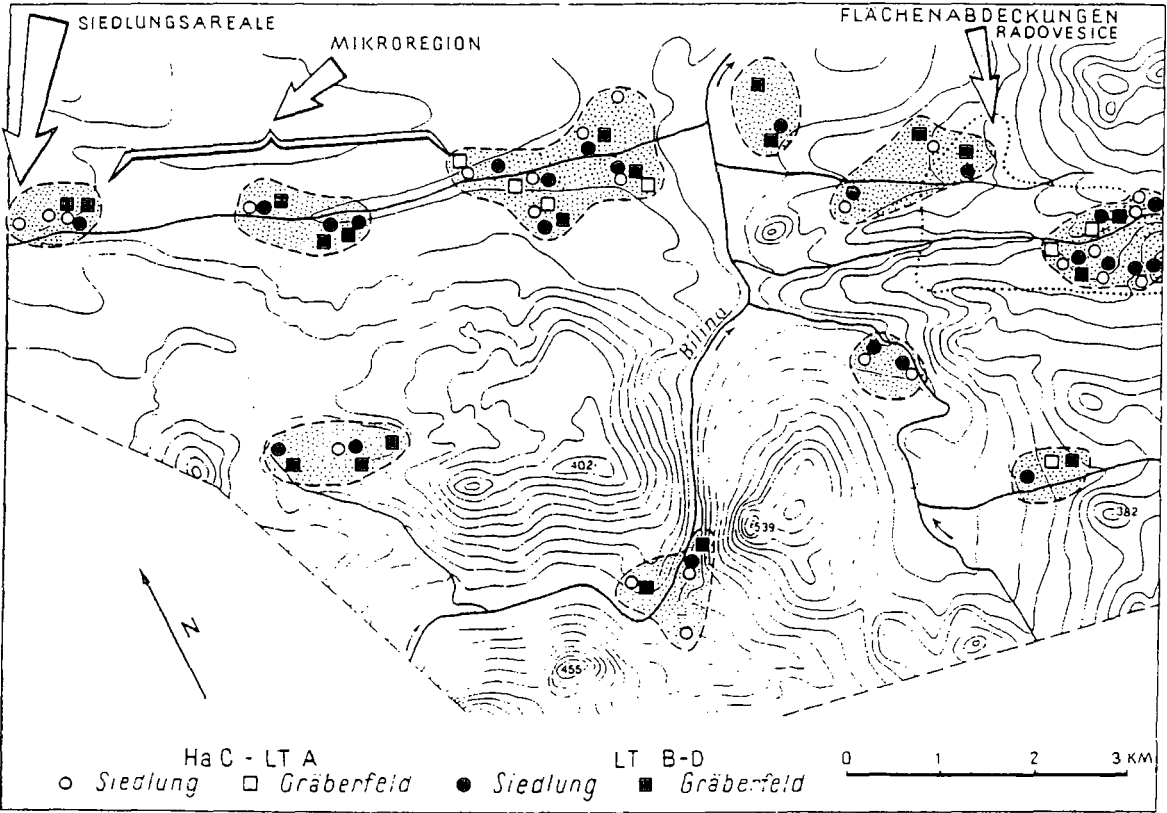 SIEDLUNGSAREALE
MIKROREGION
FLÄCHENABDECKUNGEN
RADOVESICE
Bilina
402
539
382
455
N
Ha C - LT A
LT B-D
Siedlung
Gräberfeld
Siedlung
Gräberfeld
0 1 2 3 KM